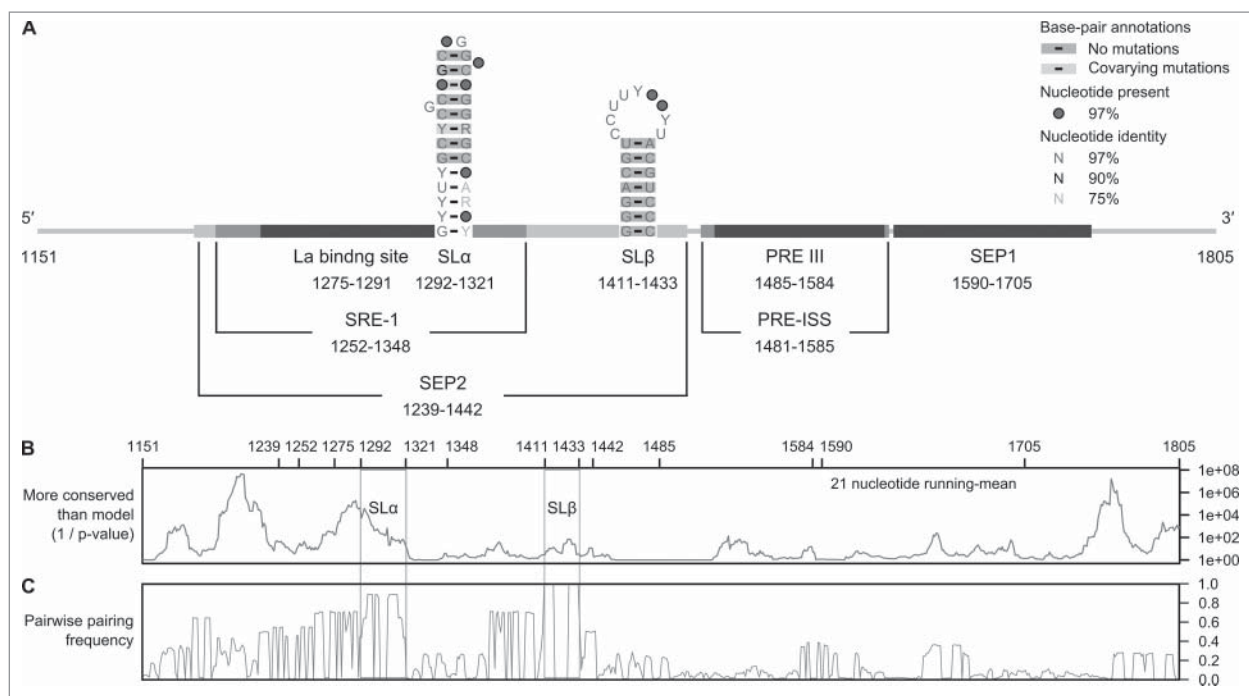 A
Base-pair annotations
No mutations
Covarying mutations
Nucleotide present
97%
Nucleotide identity
N 97%
N 90%
N 75%
G
C G
G C
C G
G C G
Y R
C G
G C
Y
U A
Y R
Y
G Y
C C U U Y Y U
U A
G C
C G
A U
G C
G C
G C
5′
3′
1151
1805
La bindng site
1275-1291
SLα
1292-1321
SLβ
1411-1433
PRE III
1485-1584
SEP1
1590-1705
SRE-1
1252-1348
PRE-ISS
1481-1585
SEP2
1239-1442
B
1151 1239 1252 1275 1292 1321 1348 1411 1433 1442 1485 1584 1590 1705 1805
More conserved
than model
(1 / p-value)
SLα
SLβ
21 nucleotide running-mean
1e+08
1e+06
1e+04
1e+02
1e+00
C
Pairwise pairing
frequency
1.0
0.8
0.6
0.4
0.2
0.0